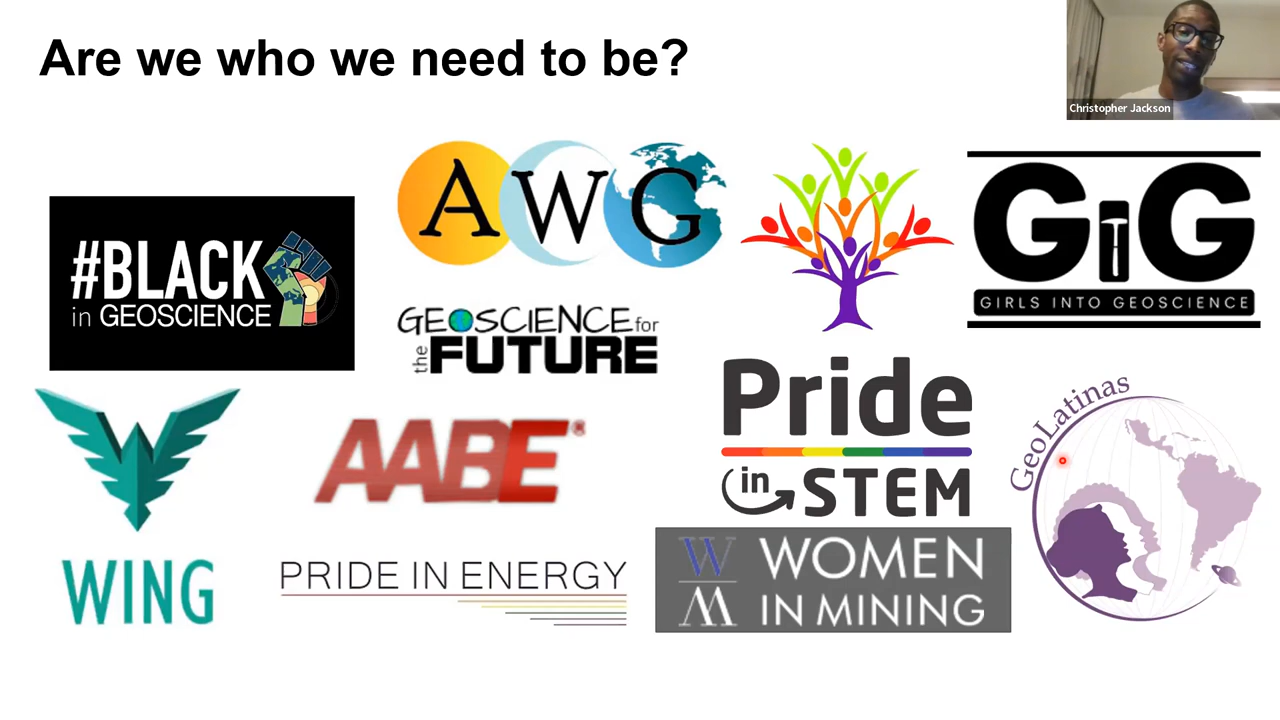 Are we who we need to be?
Christopher Jackson
#BLACK
in GEOSCIENCE
AWG
GEOSCIENCE for
the FUTURE
GiG
GIRLS INTO GEOSCIENCE
WING
AABE®
PRIDE IN ENERGY
Pride
in STEM
W
M
WOMEN
IN MINING
GeoLatinas